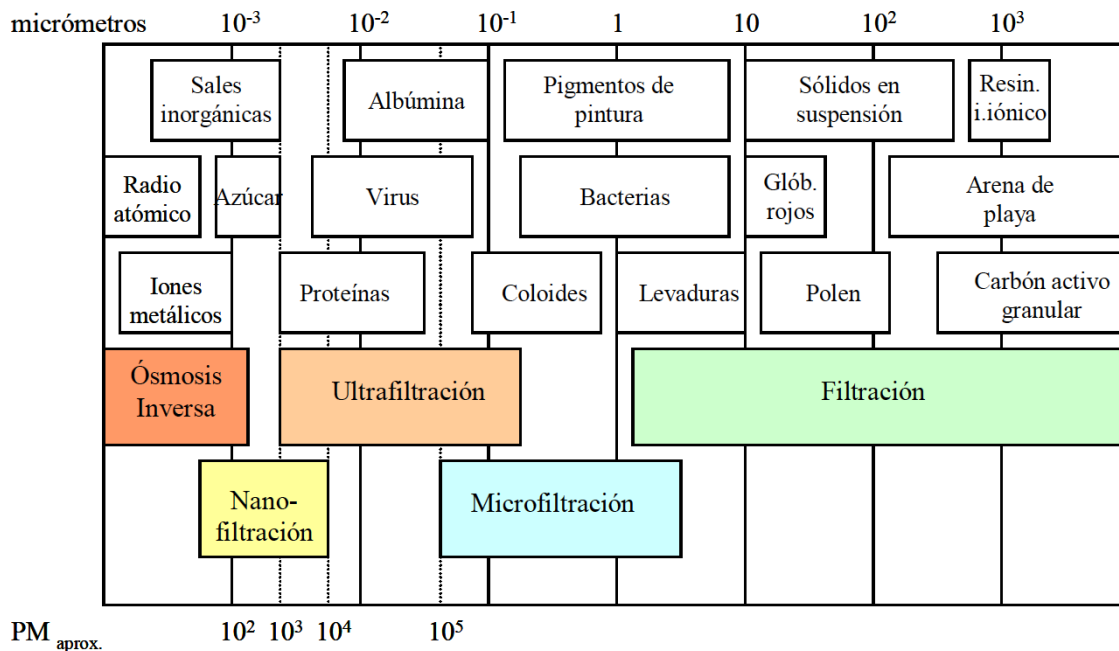 micrómetros 10⁻³ 10⁻² 10⁻¹ 1 10 10² 10³
Sales
inorgánicas
Albúmina
Pigmentos de
pintura
Sólidos en
suspensión
Resin.
i.iónico
Radio
atómico
Azúcar
Virus
Bacterias
Glób.
rojos
Arena de
playa
Iones
metálicos
Proteínas
Coloides
Levaduras
Polen
Carbón activo
granular
Ósmosis
Inversa
Ultrafiltración
Filtración
Nano-
filtración
Microfiltración
PM aprox. 10² 10³ 10⁴ 10⁵